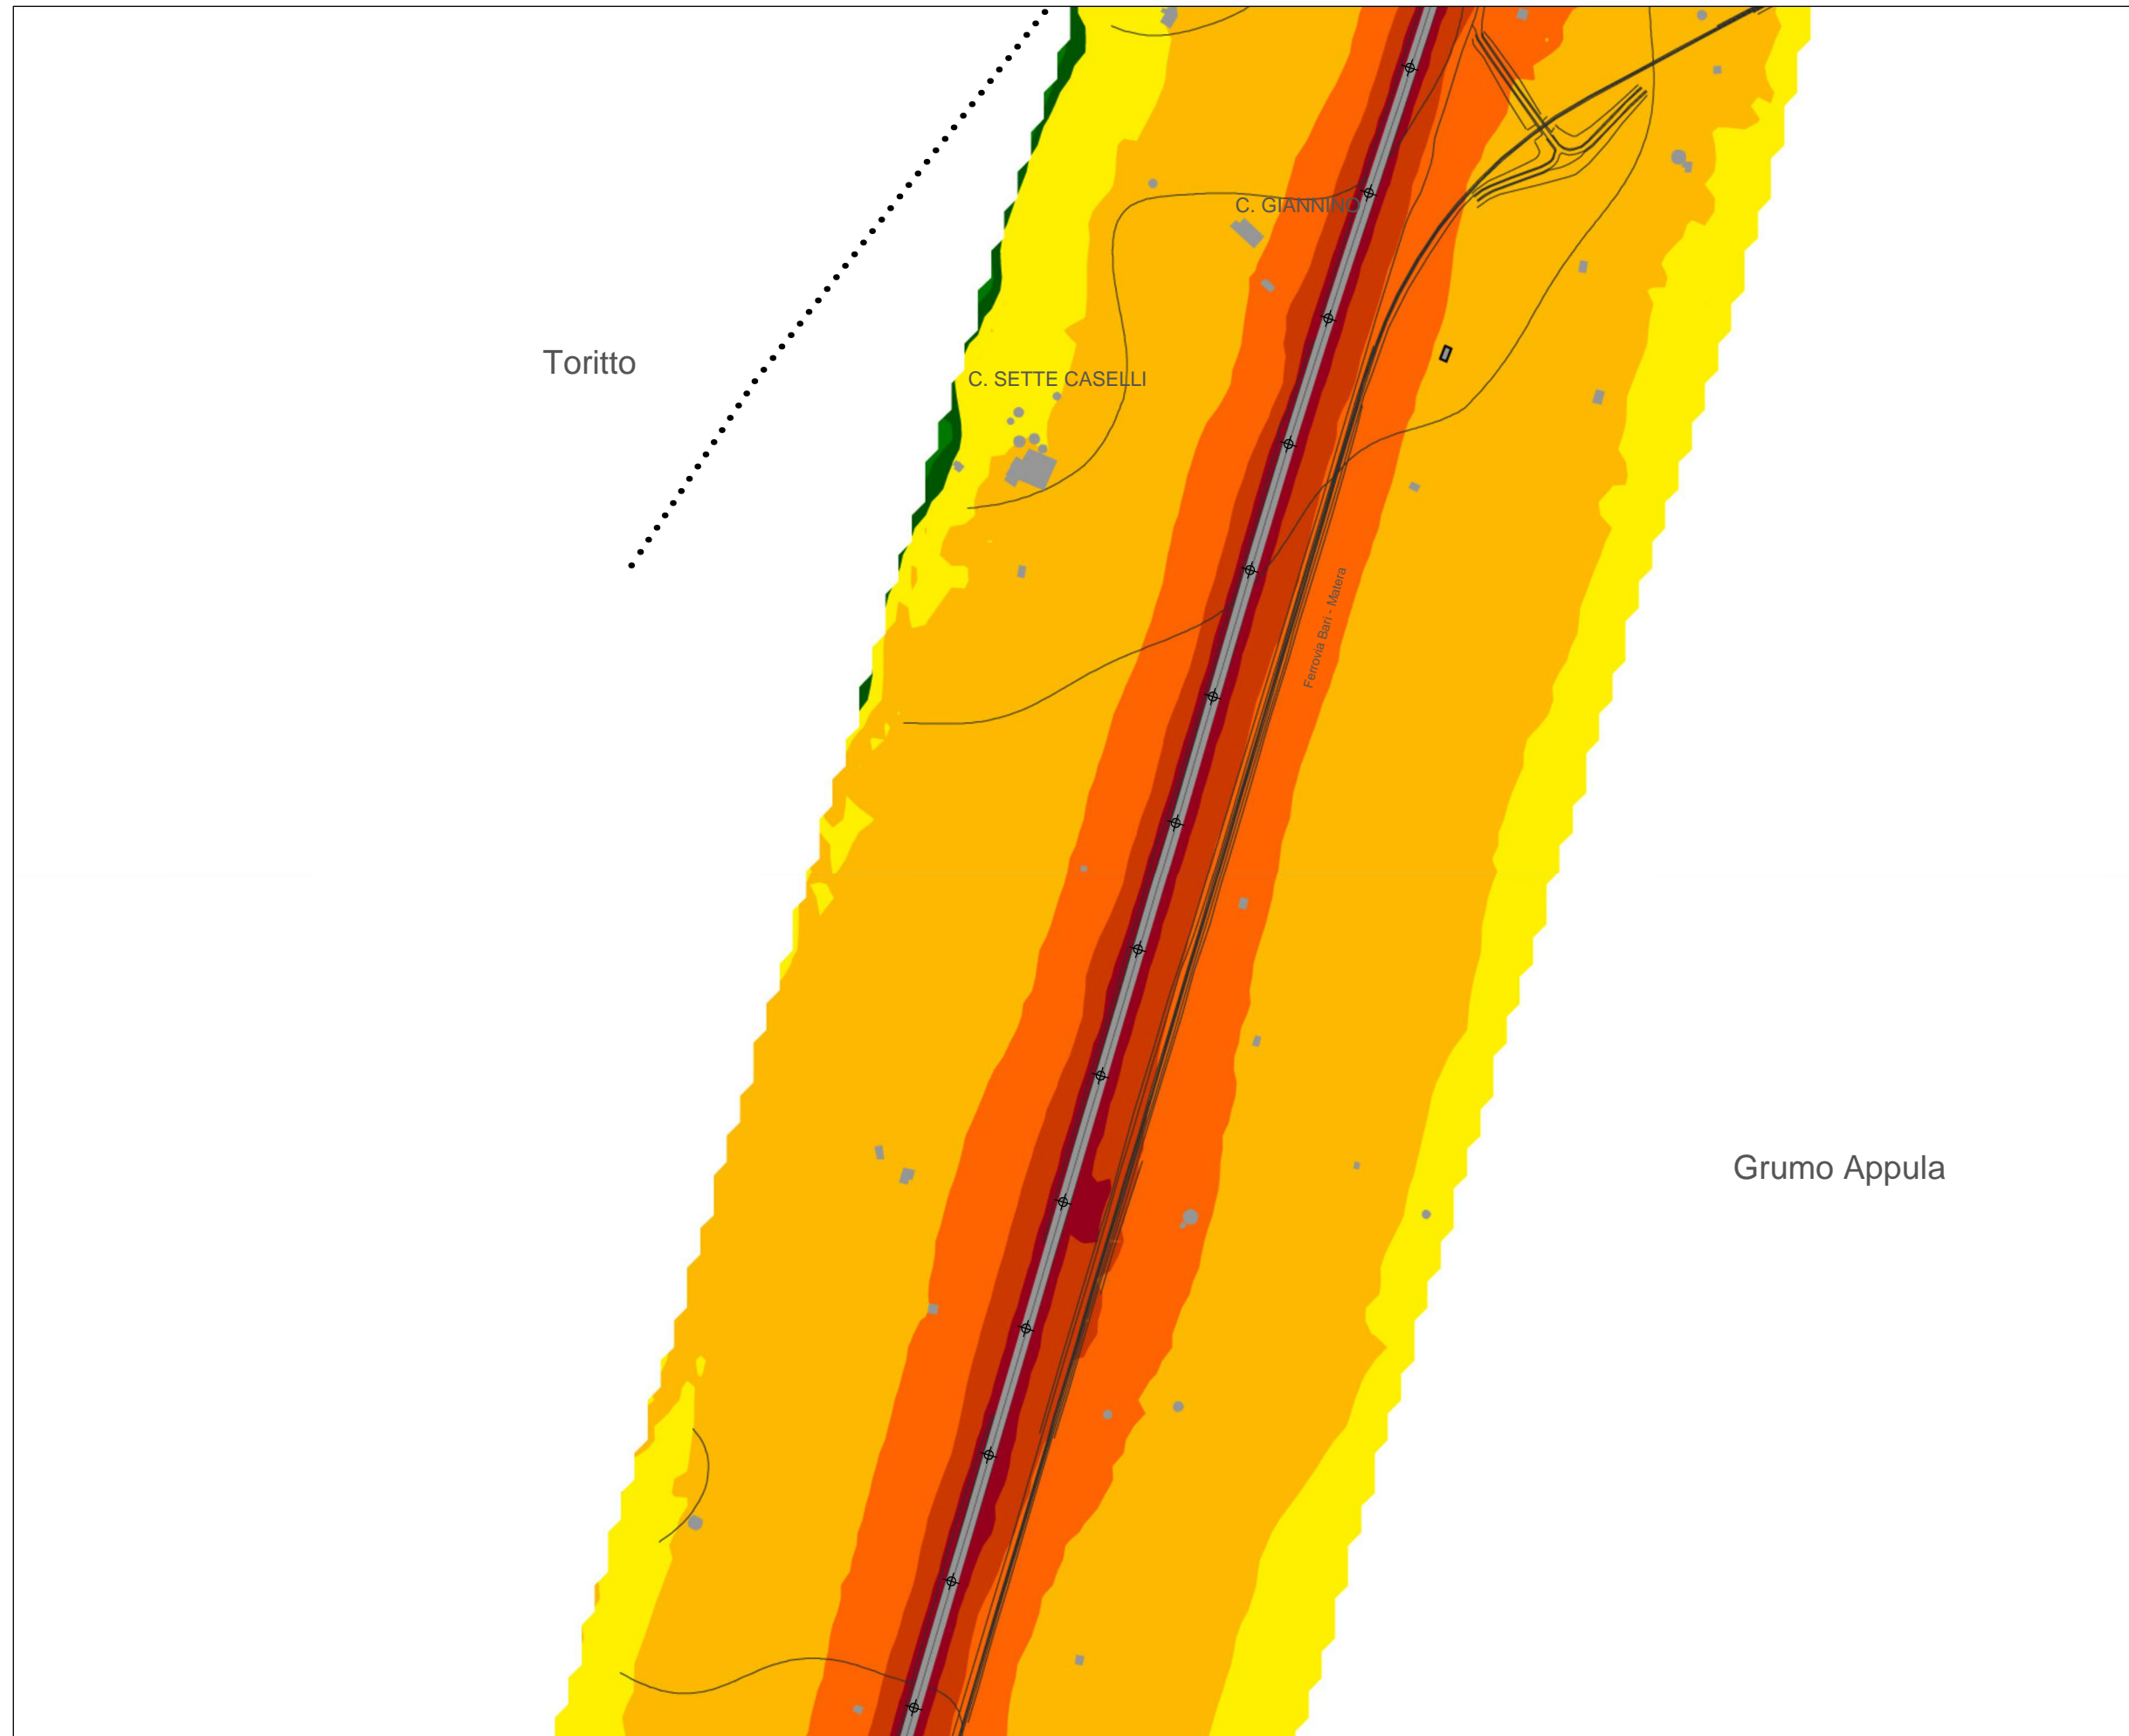 C. GIANNINO
Toritto
C. SETTE CASELLI
Ferrovia Bari - Matera
Grumo Appula